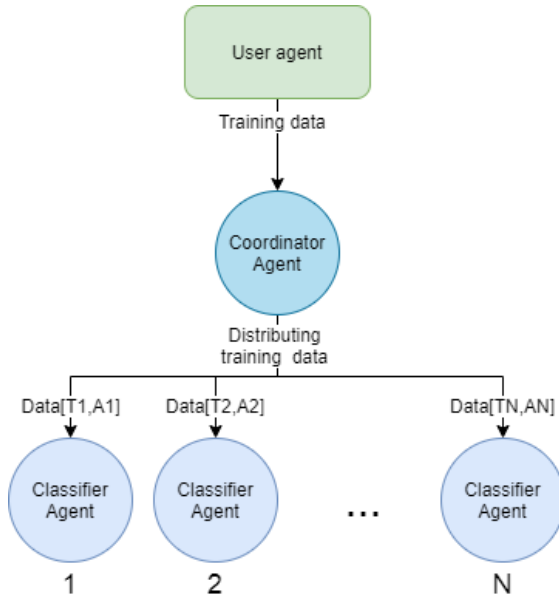 User agent
Training data
Coordinator
Agent
Distributing
training data
Data[T1,A1]
Data[T2,A2]
Data[TN,AN]
Classifier
Agent
Classifier
Agent
...
Classifier
Agent
1
2
N